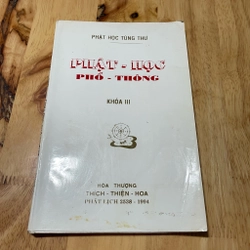 PHẬT HỌC TÙNG THƯ
PHẬT - HỌC
PHỔ - THÔNG
KHÓA III
HÒA THƯỢNG
THÍCH - THIỆN - HOA
PHẬT LỊCH 2538 - 1994